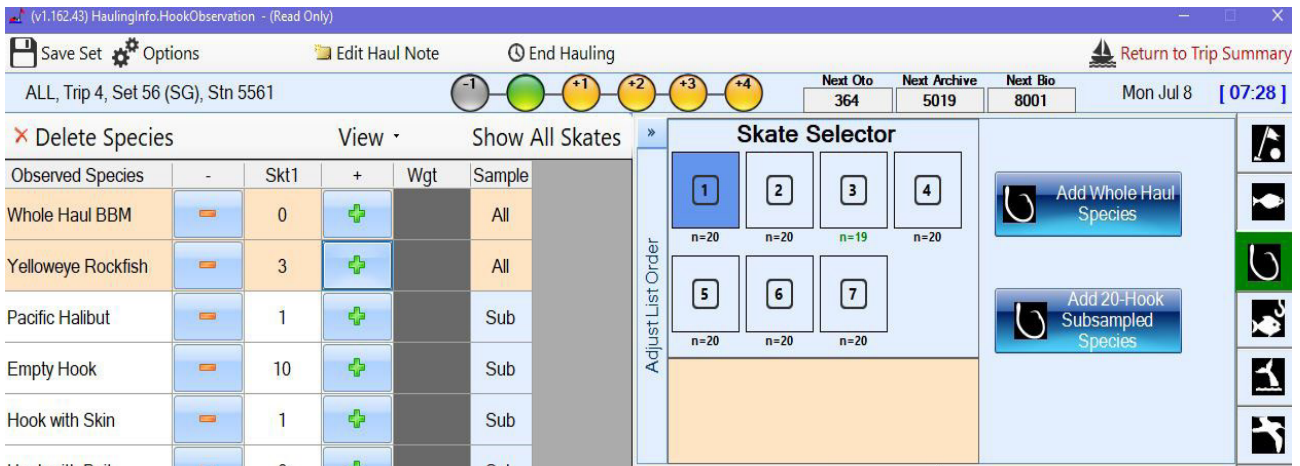 (v1.162.43) HaulingInfo.HookObservation - (Read Only)
Save Set Options Edit Haul Note End Hauling Return to Trip Summary
ALL, Trip 4, Set 56 (SG), Stn 5561
-1 +1 +2 +3 +4
Next Oto Next Archive Next Bio
364 5019 8001
Mon Jul 8 [ 07:28 ]
Delete Species View Show All Skates
Observed Species - Skt1 + Wgt Sample
Whole Haul BBM 0 All
Yelloweye Rockfish 3 All
Pacific Halibut 1 Sub
Empty Hook 10 Sub
Hook with Skin 1 Sub
»
Adjust List Order
Skate Selector
1 2 3 4
n=20 n=20 n=19 n=20
5 6 7
n=20 n=20 n=20
Add Whole Haul
Species
Add 20-Hook
Subsampled
Species